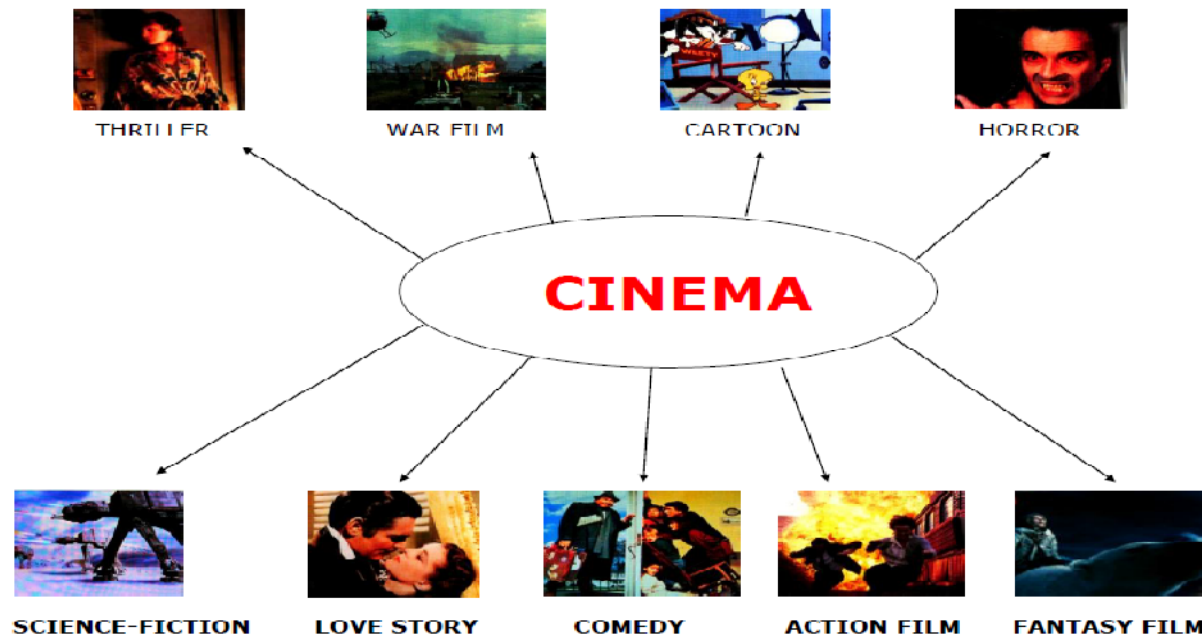 THRILLER
WAR FILM
CARTOON
HORROR
CINEMA
SCIENCE-FICTION
LOVE STORY
COMEDY
ACTION FILM
FANTASY FILM